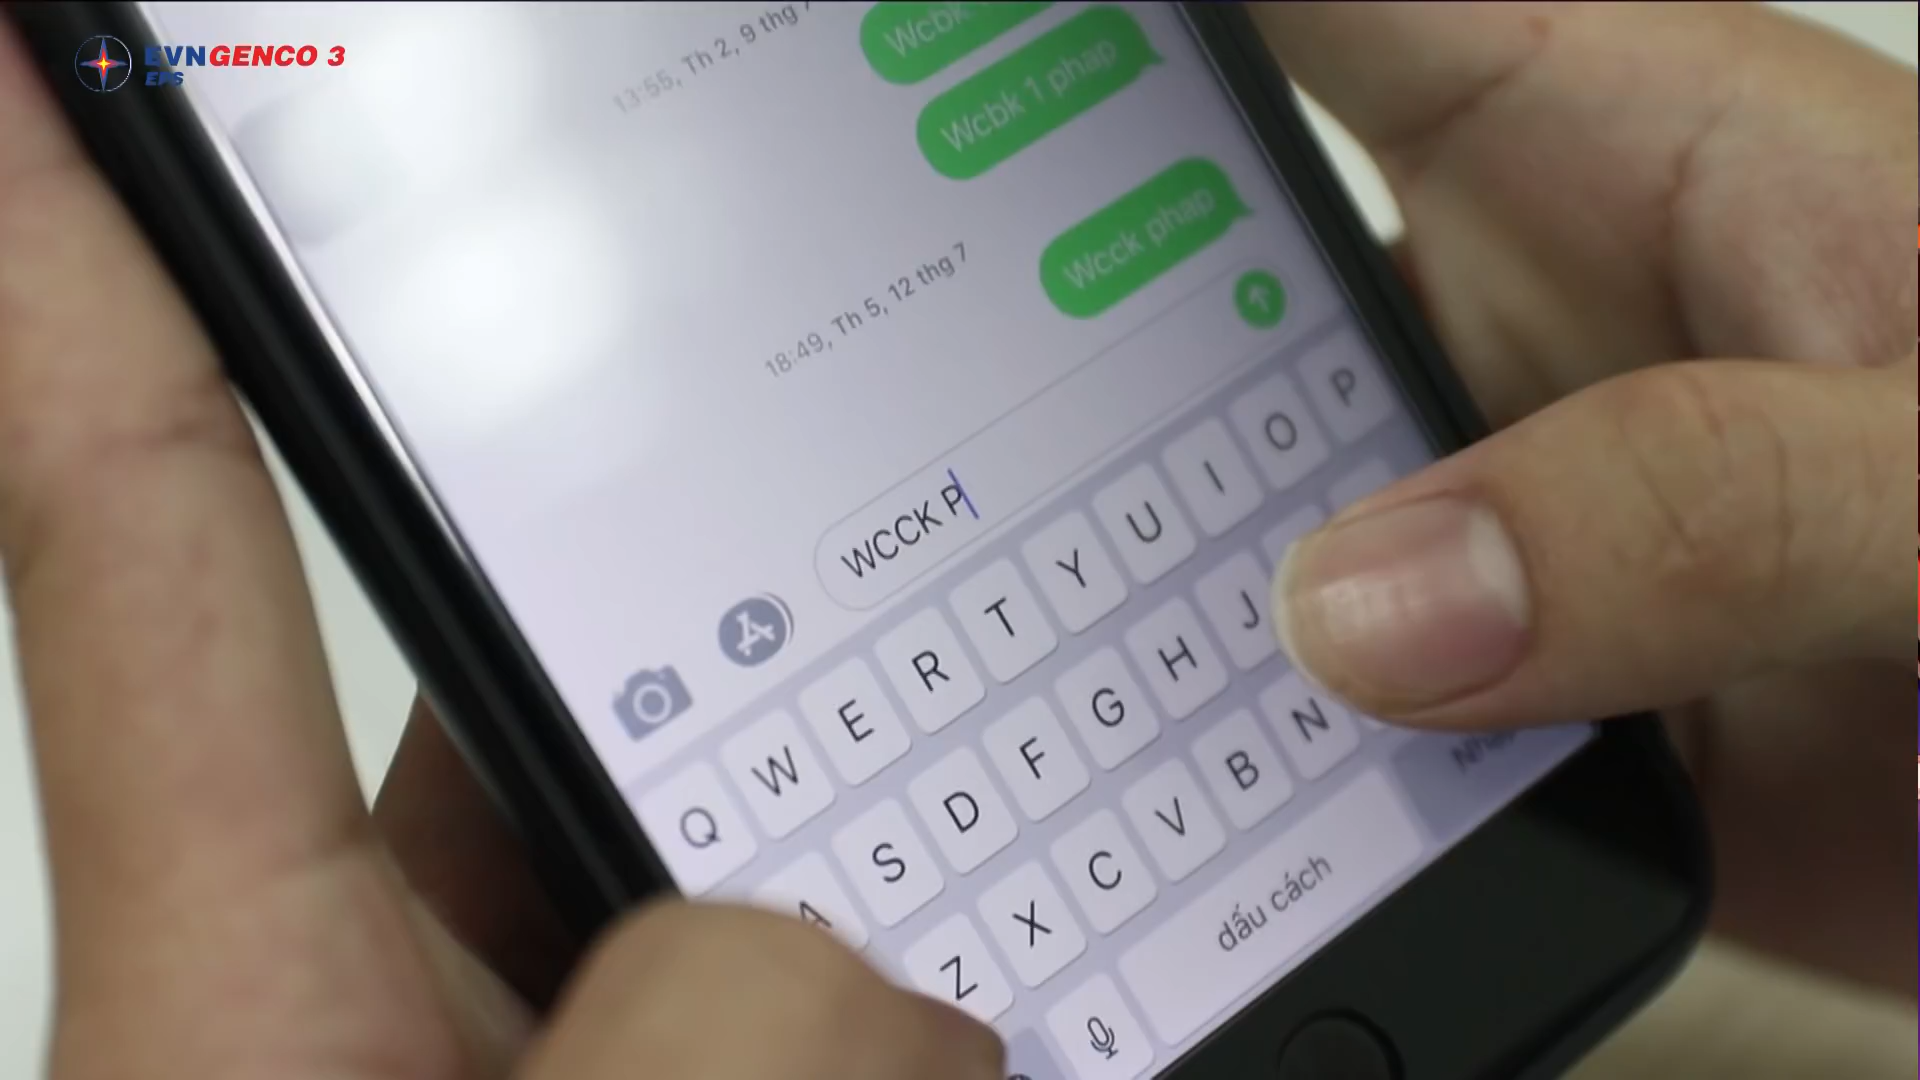 EVNGENCO 3
EPS
13:55, Th 2, 9 thg 7
Wcbk
Wcbk 1 phap
Wcck phap
18:49, Th 5, 12 thg 7
WCCK P
Q W E R T Y U I O P
A S D F G H J
Z X C V B N
dấu cách